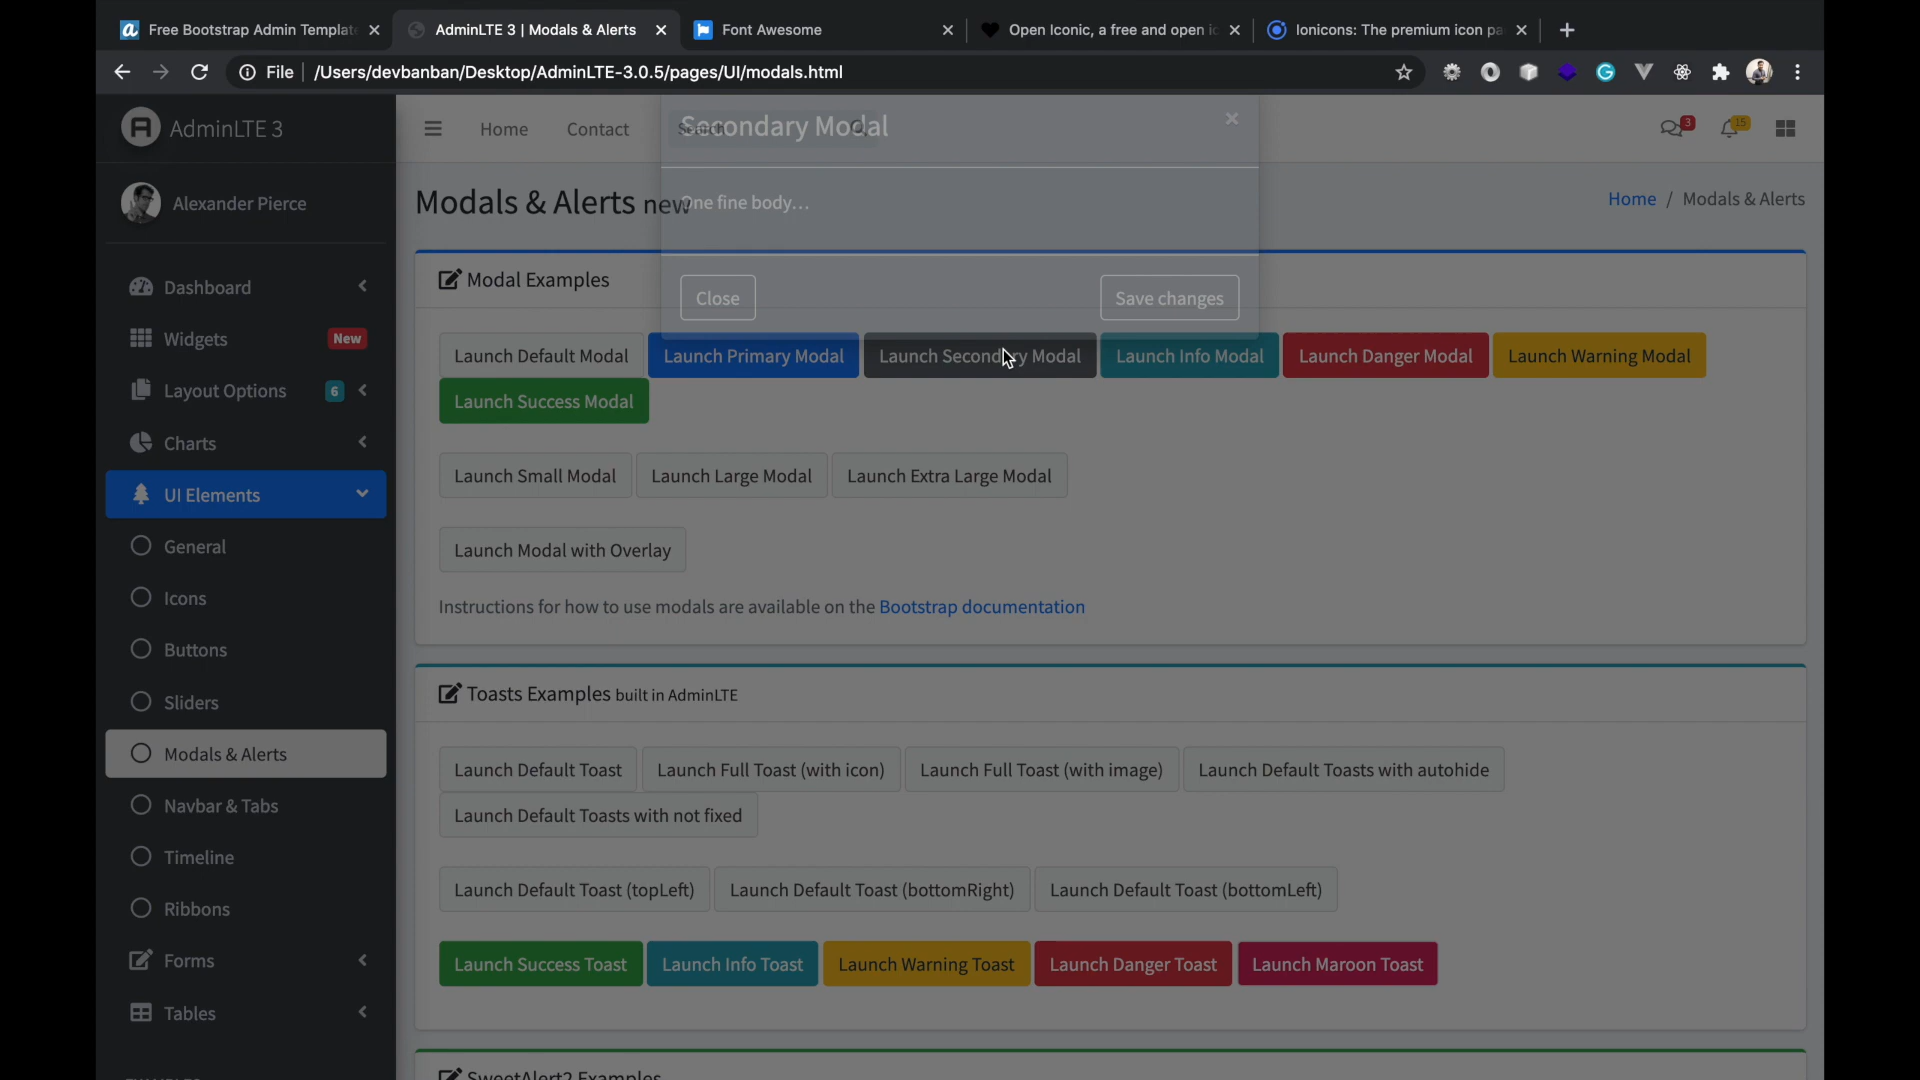 Free Bootstrap Admin Template
AdminLTE 3 | Modals & Alerts
Font Awesome
Open Iconic, a free and open ic
Ionicons: The premium icon pa
File
/Users/devbanban/Desktop/AdminLTE-3.0.5/pages/UI/modals.html
AdminLTE 3
Home
Contact
Search
Secondary Modal
3
15
Alexander Pierce
Modals & Alerts new
One fine body…
Home / Modals & Alerts
Modal Examples
Close
Save changes
Dashboard
Widgets
New
Layout Options
6
Charts
UI Elements
General
Icons
Buttons
Sliders
Modals & Alerts
Navbar & Tabs
Timeline
Ribbons
Forms
Tables
Launch Default Modal
Launch Primary Modal
Launch Secondary Modal
Launch Info Modal
Launch Danger Modal
Launch Warning Modal
Launch Success Modal
Launch Small Modal
Launch Large Modal
Launch Extra Large Modal
Launch Modal with Overlay
Instructions for how to use modals are available on the Bootstrap documentation
Toasts Examples built in AdminLTE
Launch Default Toast
Launch Full Toast (with icon)
Launch Full Toast (with image)
Launch Default Toasts with autohide
Launch Default Toasts with not fixed
Launch Default Toast (topLeft)
Launch Default Toast (bottomRight)
Launch Default Toast (bottomLeft)
Launch Success Toast
Launch Info Toast
Launch Warning Toast
Launch Danger Toast
Launch Maroon Toast
SweetAlert2 Examples